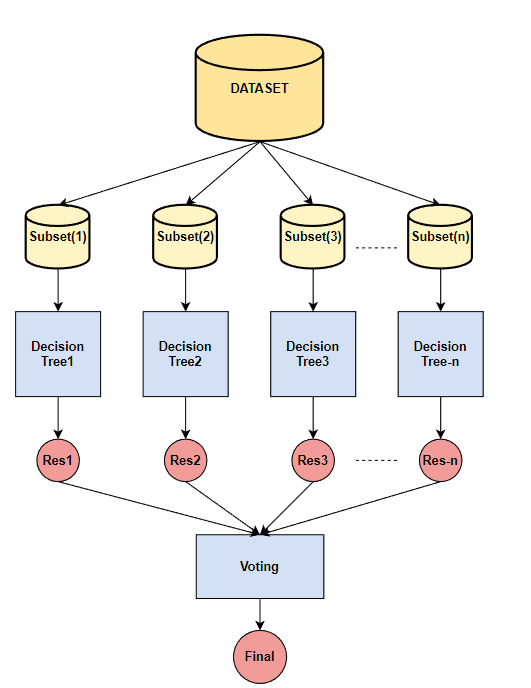 DATASET
Subset(1)
Subset(2)
Subset(3)
Subset(n)
Decision
Tree1
Decision
Tree2
Decision
Tree3
Decision
Tree-n
Res1
Res2
Res3
Res-n
Voting
Final